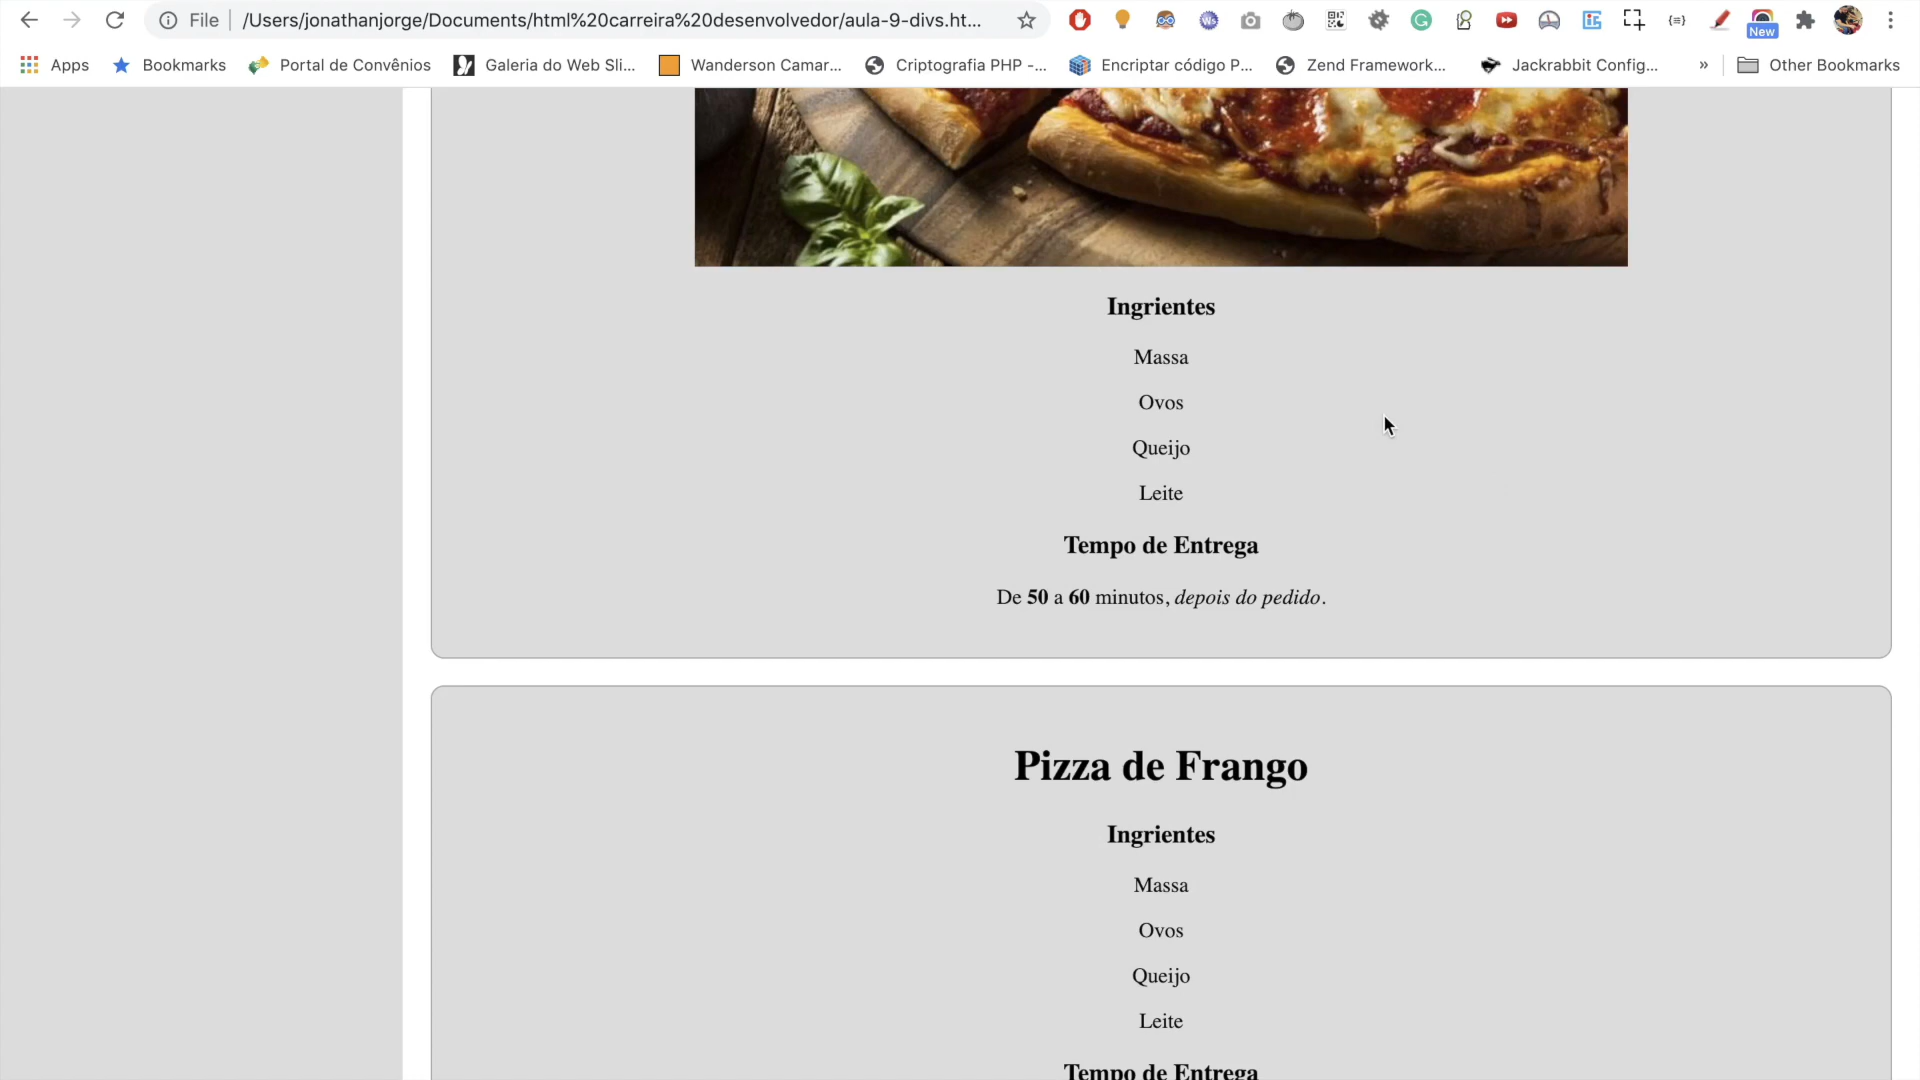 File /Users/jonathanjorge/Documents/html%20carreira%20desenvolvedor/aula-9-divs.ht...
New
Apps Bookmarks Portal de Convênios Galeria do Web Sli... Wanderson Camar... Criptografia PHP -... Encriptar código P... Zend Framework... Jackrabbit Config... » Other Bookmarks
Ingrientes
Massa
Ovos
Queijo
Leite
Tempo de Entrega
De 50 a 60 minutos, depois do pedido.
Pizza de Frango
Ingrientes
Massa
Ovos
Queijo
Leite
Tempo de Entrega